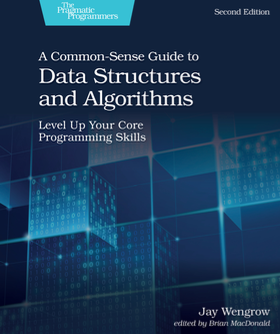 The
Pragmatic
Programmers
Second Edition
A Common-Sense Guide to
Data Structures
and Algorithms
Level Up Your Core
Programming Skills
Jay Wengrow
edited by Brian MacDonald